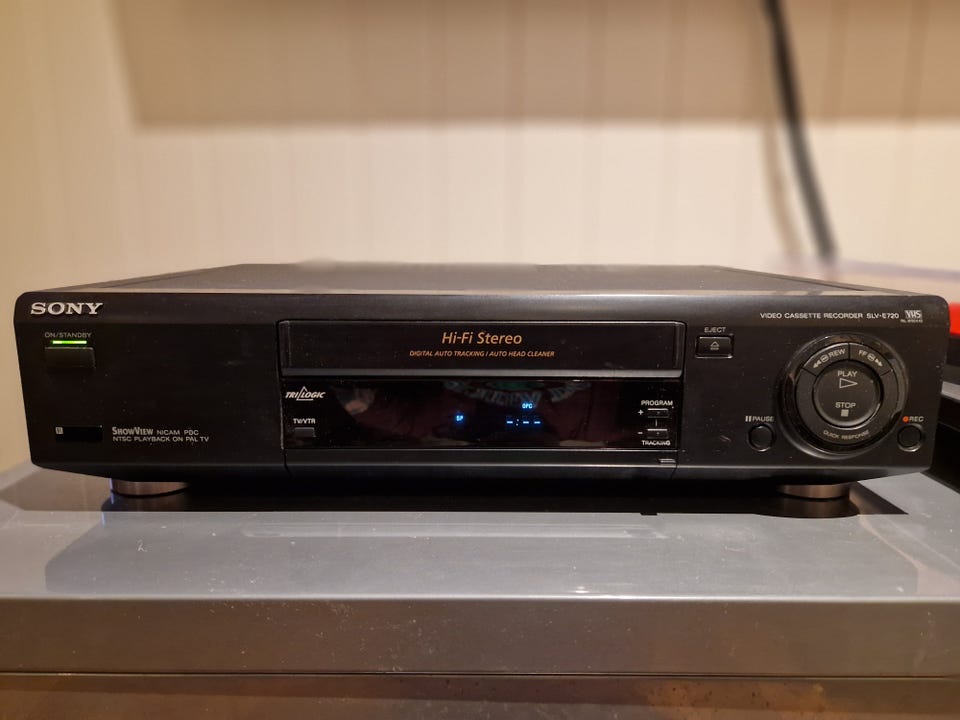 SONY
VIDEO CASSETTE RECORDER SLV-E720 VHS
ON/STANDBY
EJECT
Hi-Fi Stereo
DIGITAL AUTO TRACKING / AUTO HEAD CLEANER
REW
FF
PLAY
STOP
QUICK RESPONSE
PAUSE
REC
TRILOGIC
TV/VTR
SP
OPC
-:--
PROGRAM
+
-
TRACKING
SHOWVIEW NICAM PDC
NTSC PLAYBACK ON PAL TV